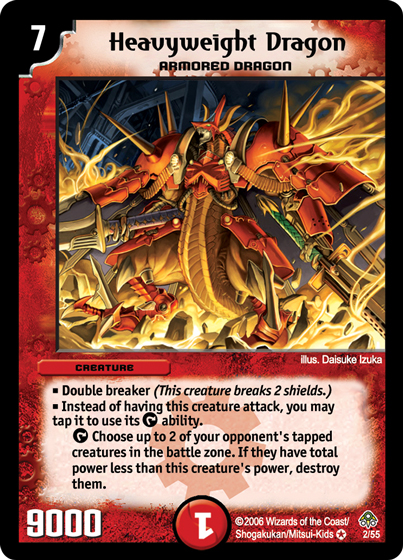 7
Heavyweight Dragon
ARMORED DRAGON
illus. Daisuke Izuka
CREATURE
▪ Double breaker (This creature breaks 2 shields.)
▪ Instead of having this creature attack, you may
tap it to use its ability.
Choose up to 2 of your opponent's tapped
creatures in the battle zone. If they have total
power less than this creature's power, destroy
them.
9000
1
©2006 Wizards of the Coast/
Shogakukan/Mitsui-Kids
2/55